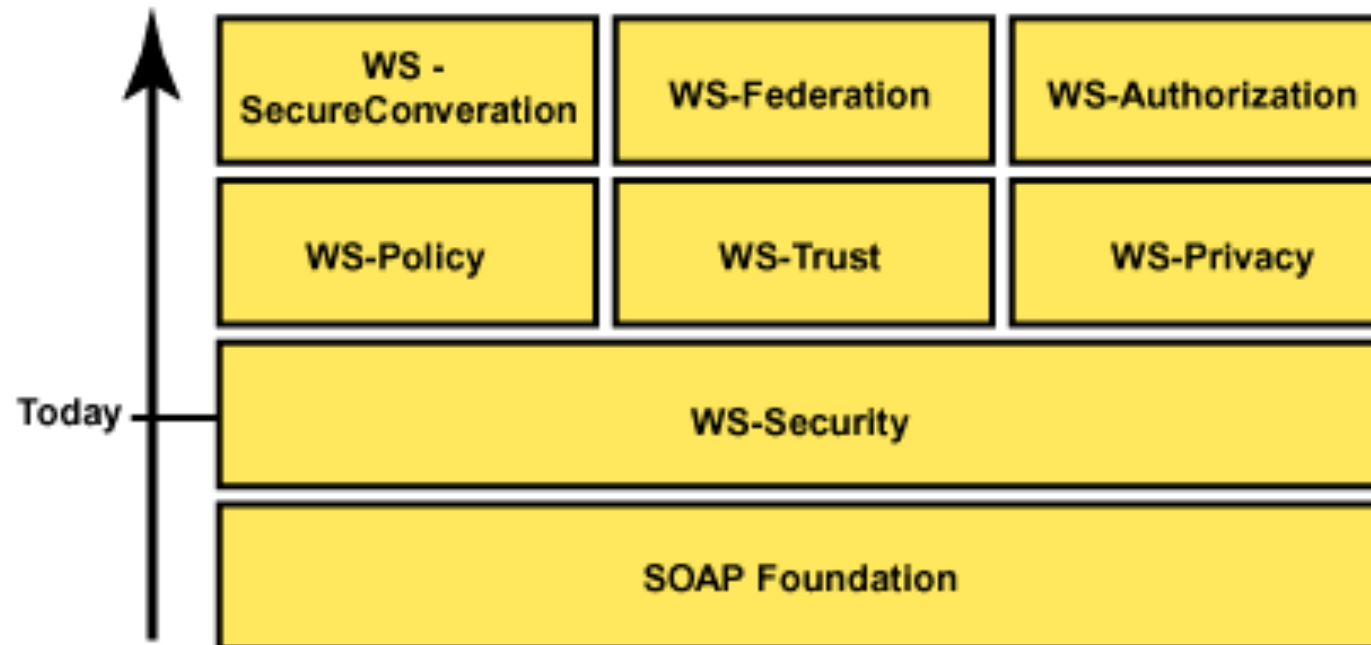 WS -
SecureConveration
WS-Federation
WS-Authorization
WS-Policy
WS-Trust
WS-Privacy
Today
WS-Security
SOAP Foundation